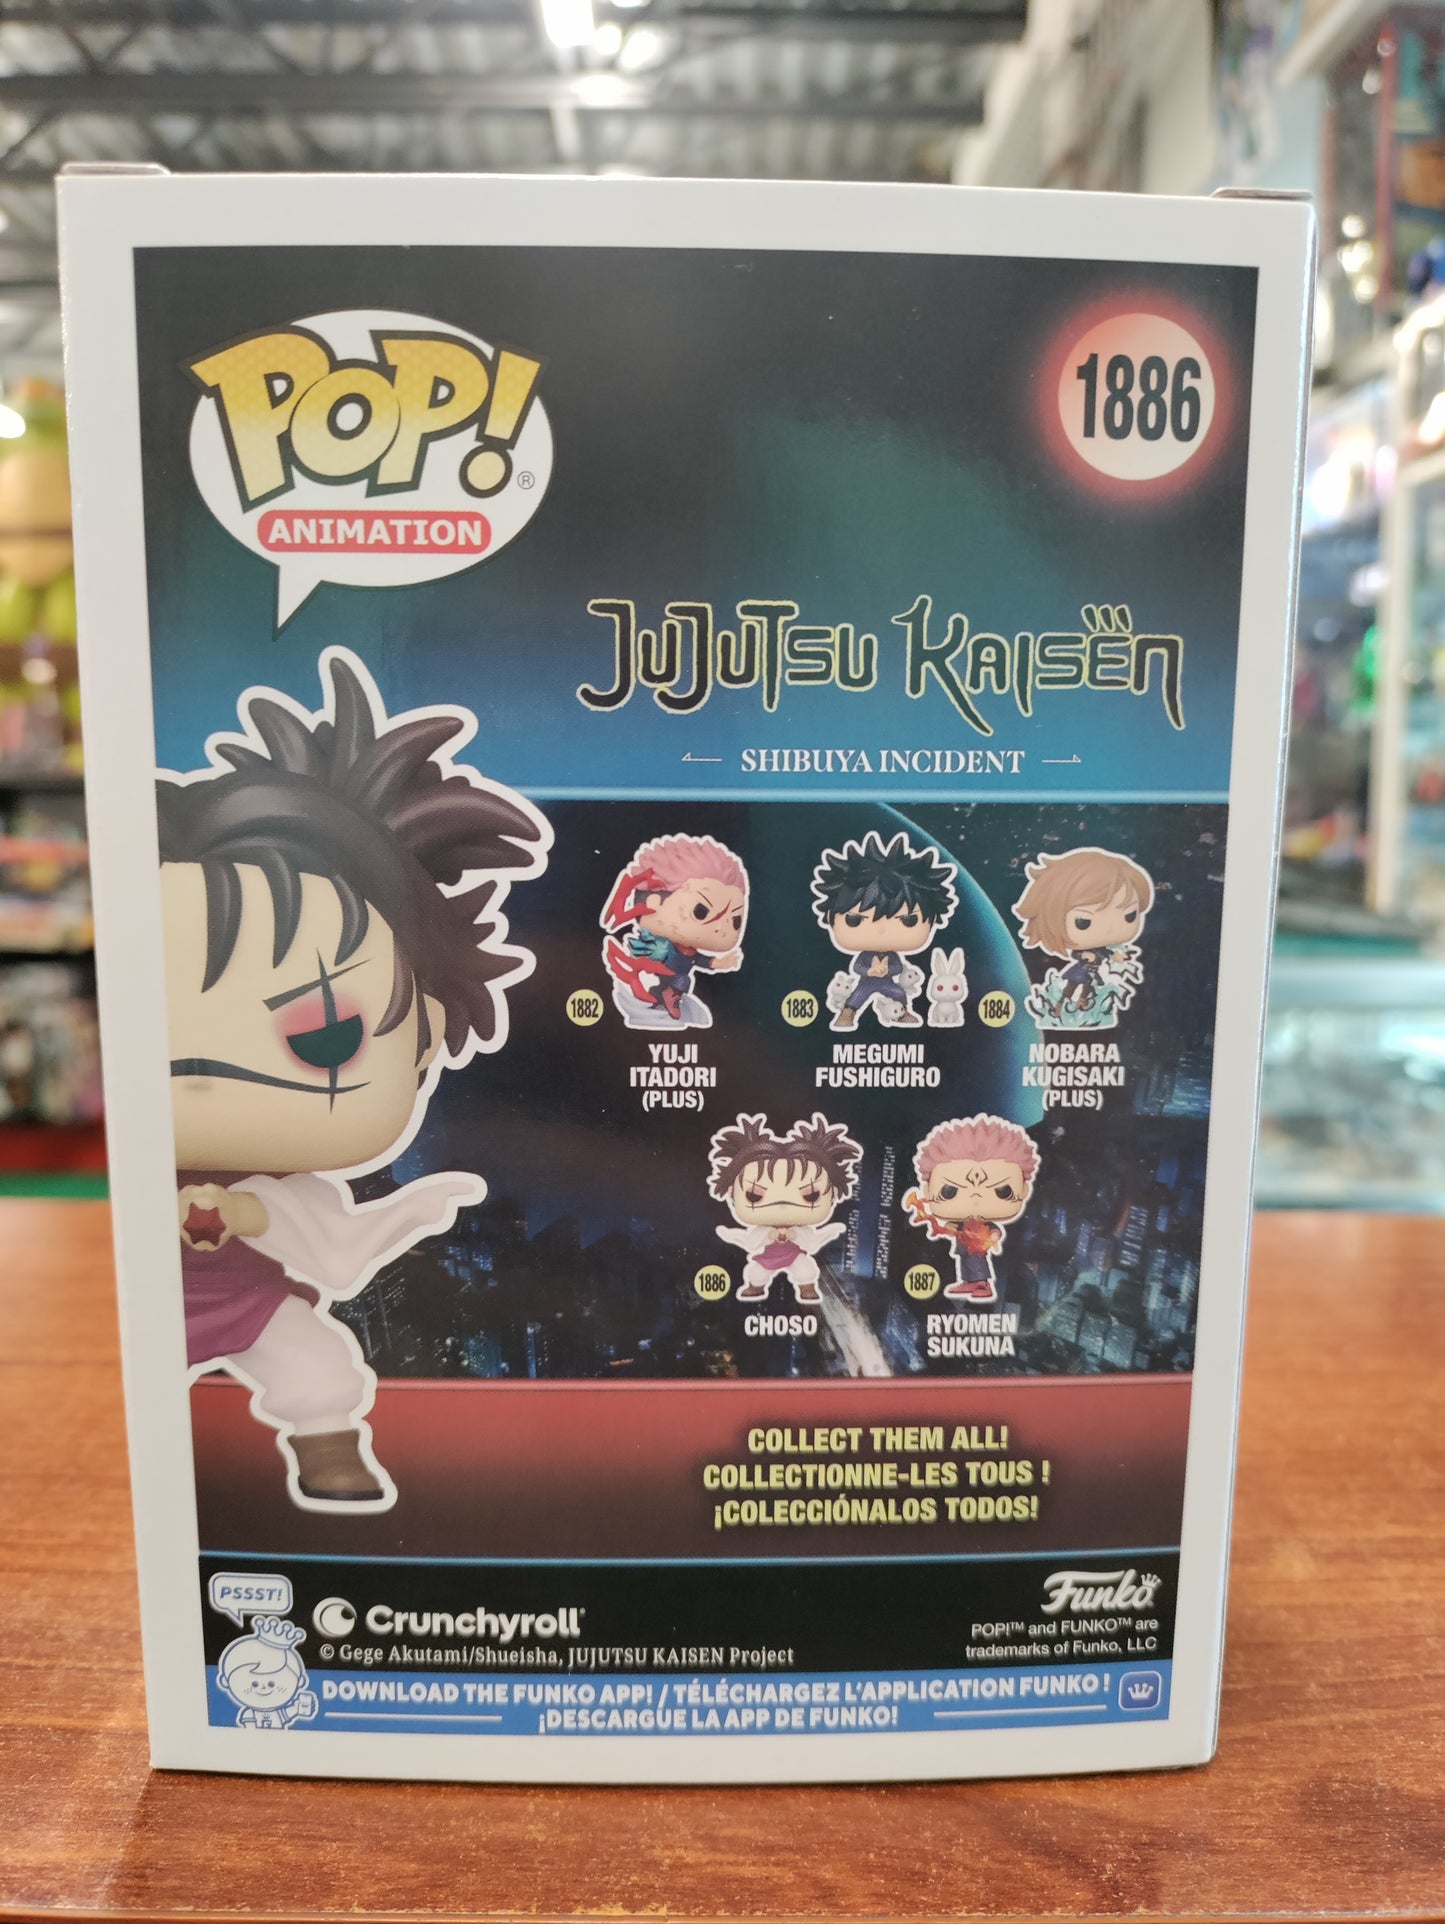 POP!®
1886
ANIMATION
JUJUTSU KAISEN
SHIBUYA INCIDENT
1882
YUJI
ITADORI
(PLUS)
1883
MEGUMI
FUSHIGURO
1884
NOBARA
KUGISAKI
(PLUS)
1886
CHOSO
1887
RYOMEN
SUKUNA
COLLECT THEM ALL!
COLLECTIONNE-LES TOUS !
¡COLECCIÓNALOS TODOS!
PSSST!
Crunchyroll
© Gege Akutami/Shueisha, JUJUTSU KAISEN Project
Funko
POP!™ and FUNKO™ are
trademarks of Funko, LLC
DOWNLOAD THE FUNKO APP! / TÉLÉCHARGEZ L'APPLICATION FUNKO !
¡DESCARGUE LA APP DE FUNKO!